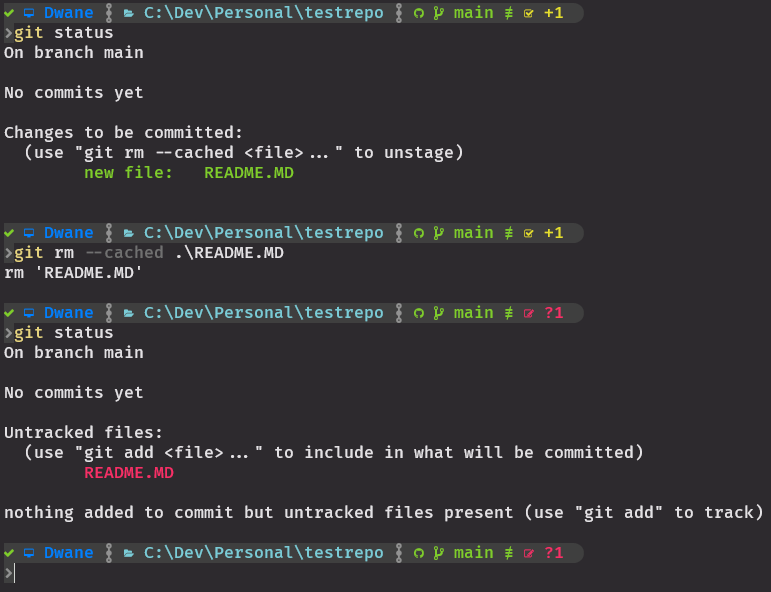 Dwane C:\Dev\Personal\testrepo main ≢ +1
>git status
On branch main
No commits yet
Changes to be committed:
(use "git rm --cached <file>..." to unstage)
new file: README.MD
Dwane C:\Dev\Personal\testrepo main ≢ +1
>git rm --cached .\README.MD
rm 'README.MD'
Dwane C:\Dev\Personal\testrepo main ≢ ?1
>git status
On branch main
No commits yet
Untracked files:
(use "git add <file>..." to include in what will be committed)
README.MD
nothing added to commit but untracked files present (use "git add" to track)
Dwane C:\Dev\Personal\testrepo main ≢ ?1
>